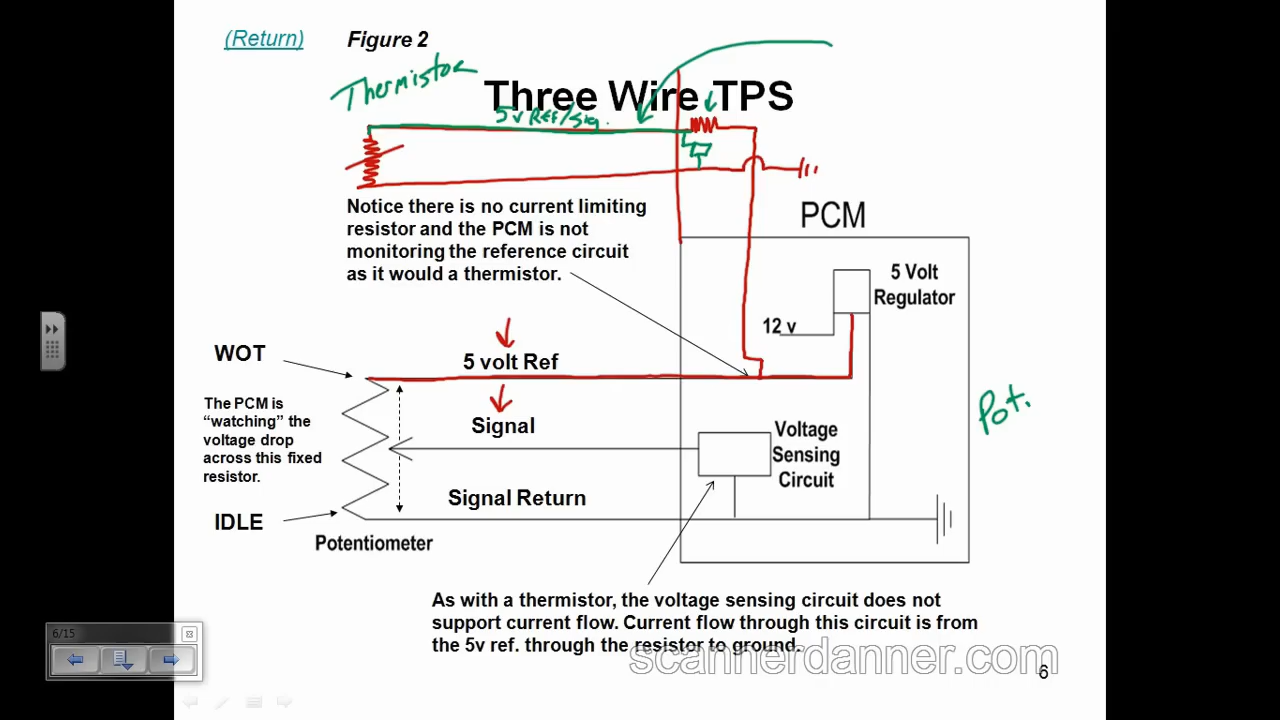 (Return) Figure 2
Thermistor
Three Wire TPS
5v REF/Sig.
Notice there is no current limiting
resistor and the PCM is not
monitoring the reference circuit
as it would a thermistor.
PCM
5 Volt
Regulator
12 v
WOT
5 volt Ref
The PCM is
“watching” the
voltage drop
across this fixed
resistor.
Signal
Voltage
Sensing
Circuit
Pot.
Signal Return
IDLE
Potentiometer
As with a thermistor, the voltage sensing circuit does not
support current flow. Current flow through this circuit is from
the 5v ref. through the resistor to ground.
scannerdanner.com
6
6/15